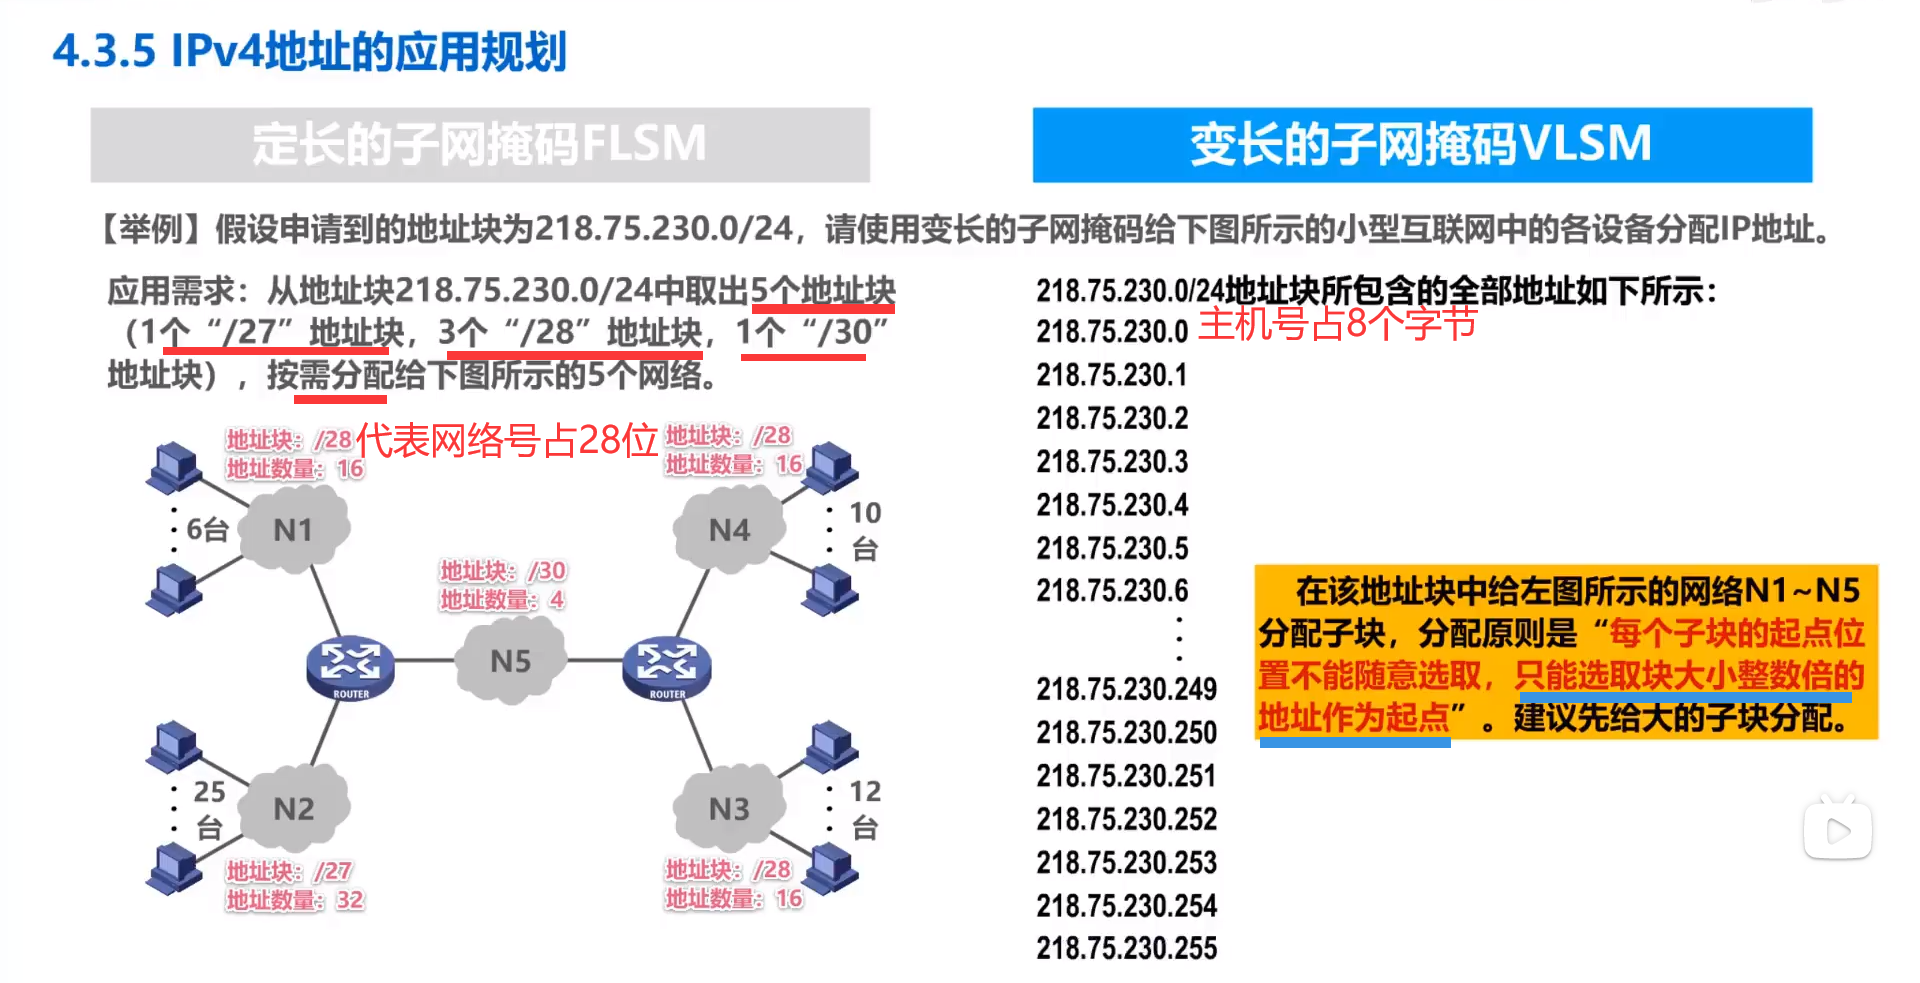 4.3.5 IPv4地址的应用规划
定长的子网掩码FLSM
变长的子网掩码VLSM
【举例】假设申请到的地址块为218.75.230.0/24，请使用变长的子网掩码给下图所示的小型互联网中的各设备分配IP地址。
应用需求：从地址块218.75.230.0/24中取出5个地址块
（1个“/27”地址块，3个“/28”地址块，1个“/30”
地址块），按需分配给下图所示的5个网络。
地址块：/28
地址数量：16
代表网络号占28位
地址块：/28
地址数量：16
6台
N1
N4
10
台
地址块：/30
地址数量：4
N5
ROUTER
ROUTER
25
台
N2
N3
12
台
地址块：/27
地址数量：32
地址块：/28
地址数量：16
218.75.230.0/24地址块所包含的全部地址如下所示：
218.75.230.0
主机号占8个字节
218.75.230.1
218.75.230.2
218.75.230.3
218.75.230.4
218.75.230.5
218.75.230.6
218.75.230.249
218.75.230.250
218.75.230.251
218.75.230.252
218.75.230.253
218.75.230.254
218.75.230.255
在该地址块中给左图所示的网络N1~N5
分配子块，分配原则是“每个子块的起点位
置不能随意选取，只能选取块大小整数倍的
地址作为起点”。建议先给大的子块分配。